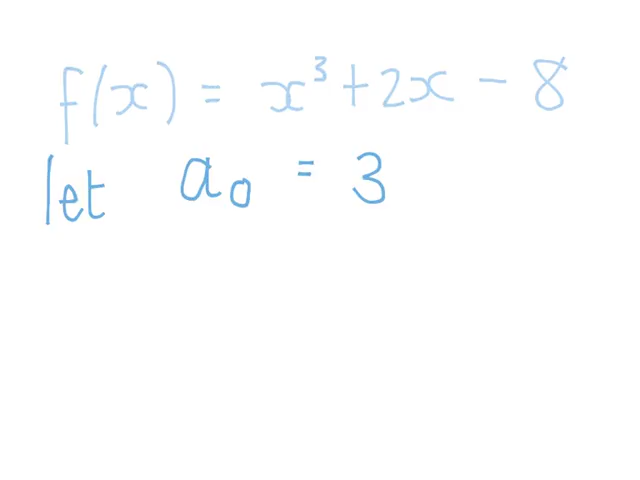 f(x) = x³ + 2x - 8
let a₀ = 3